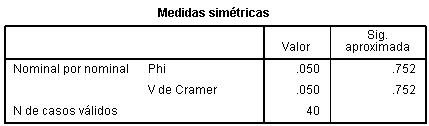 Medidas simétricas
Valor Sig. aproximada
Nominal por nominal Phi .050 .752
V de Cramer .050 .752
N de casos válidos 40